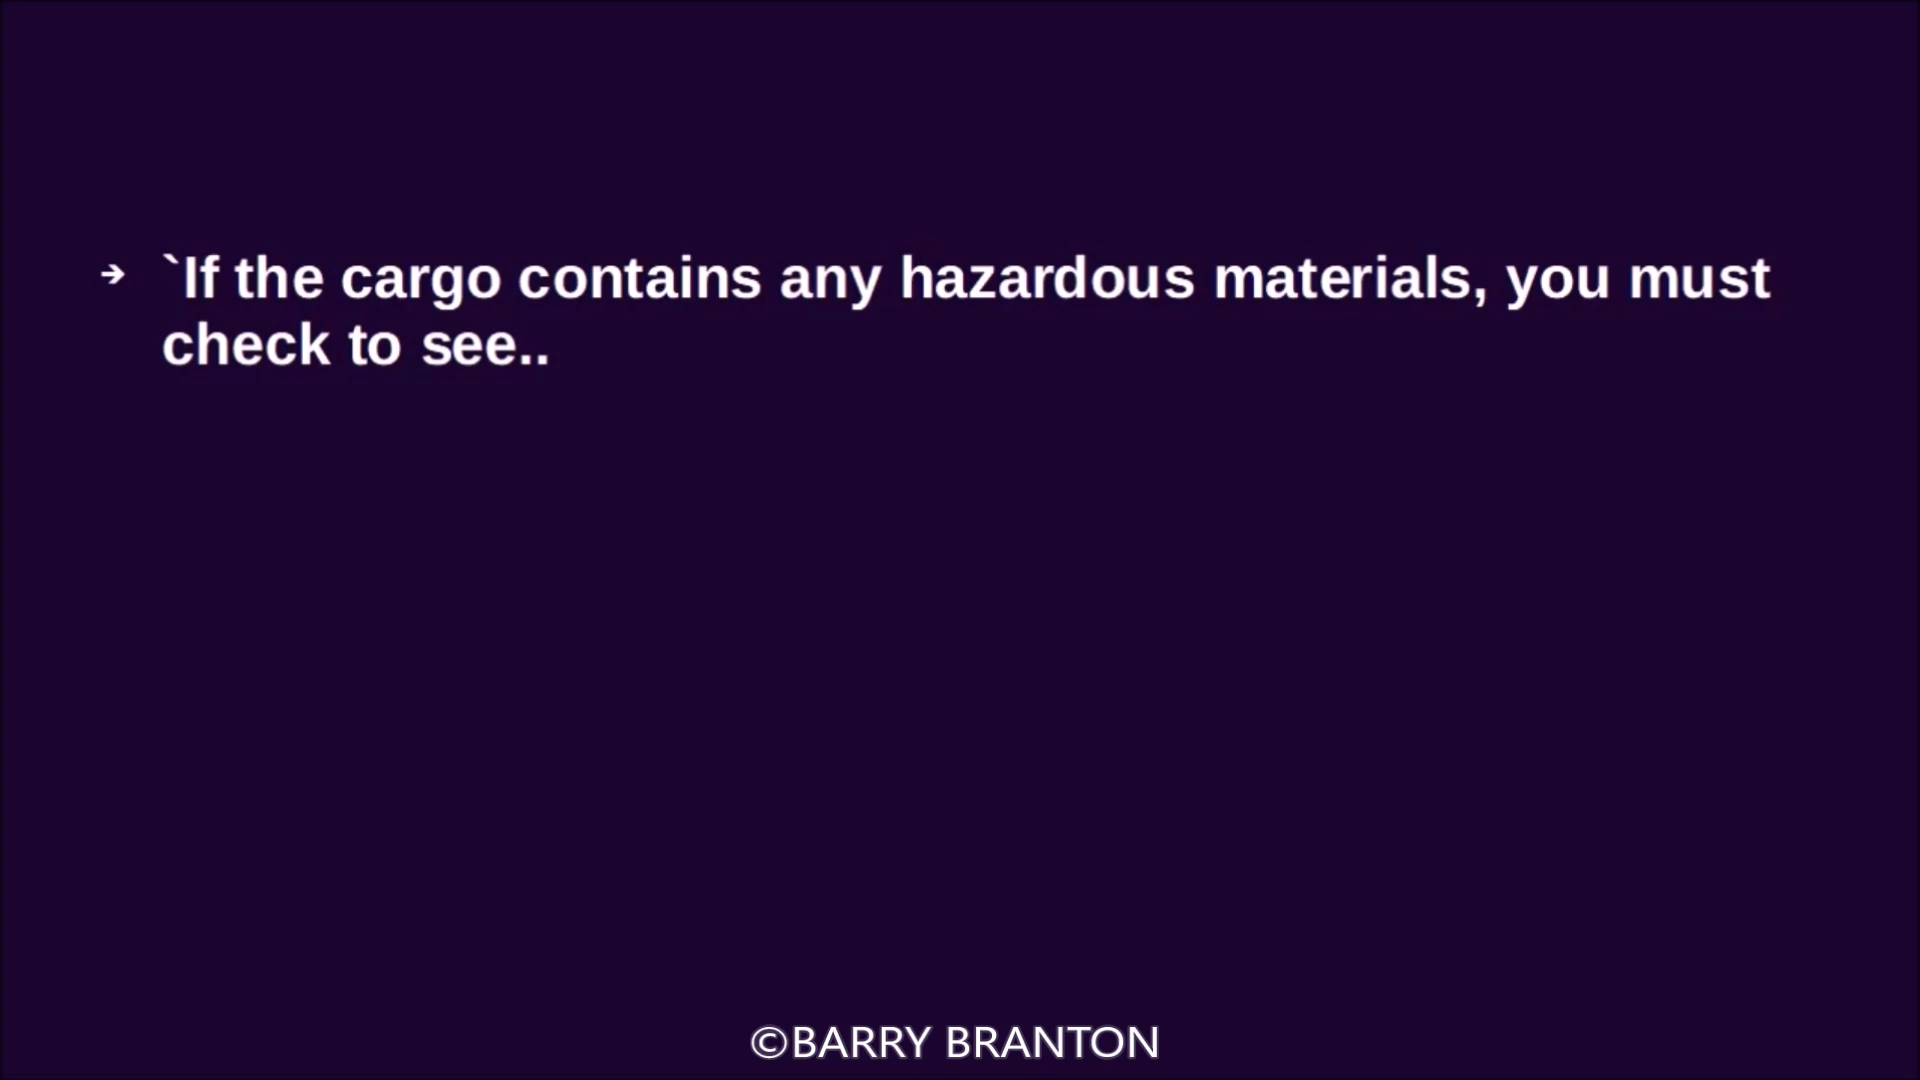 ➔ `If the cargo contains any hazardous materials, you must
check to see..
©BARRY BRANTON